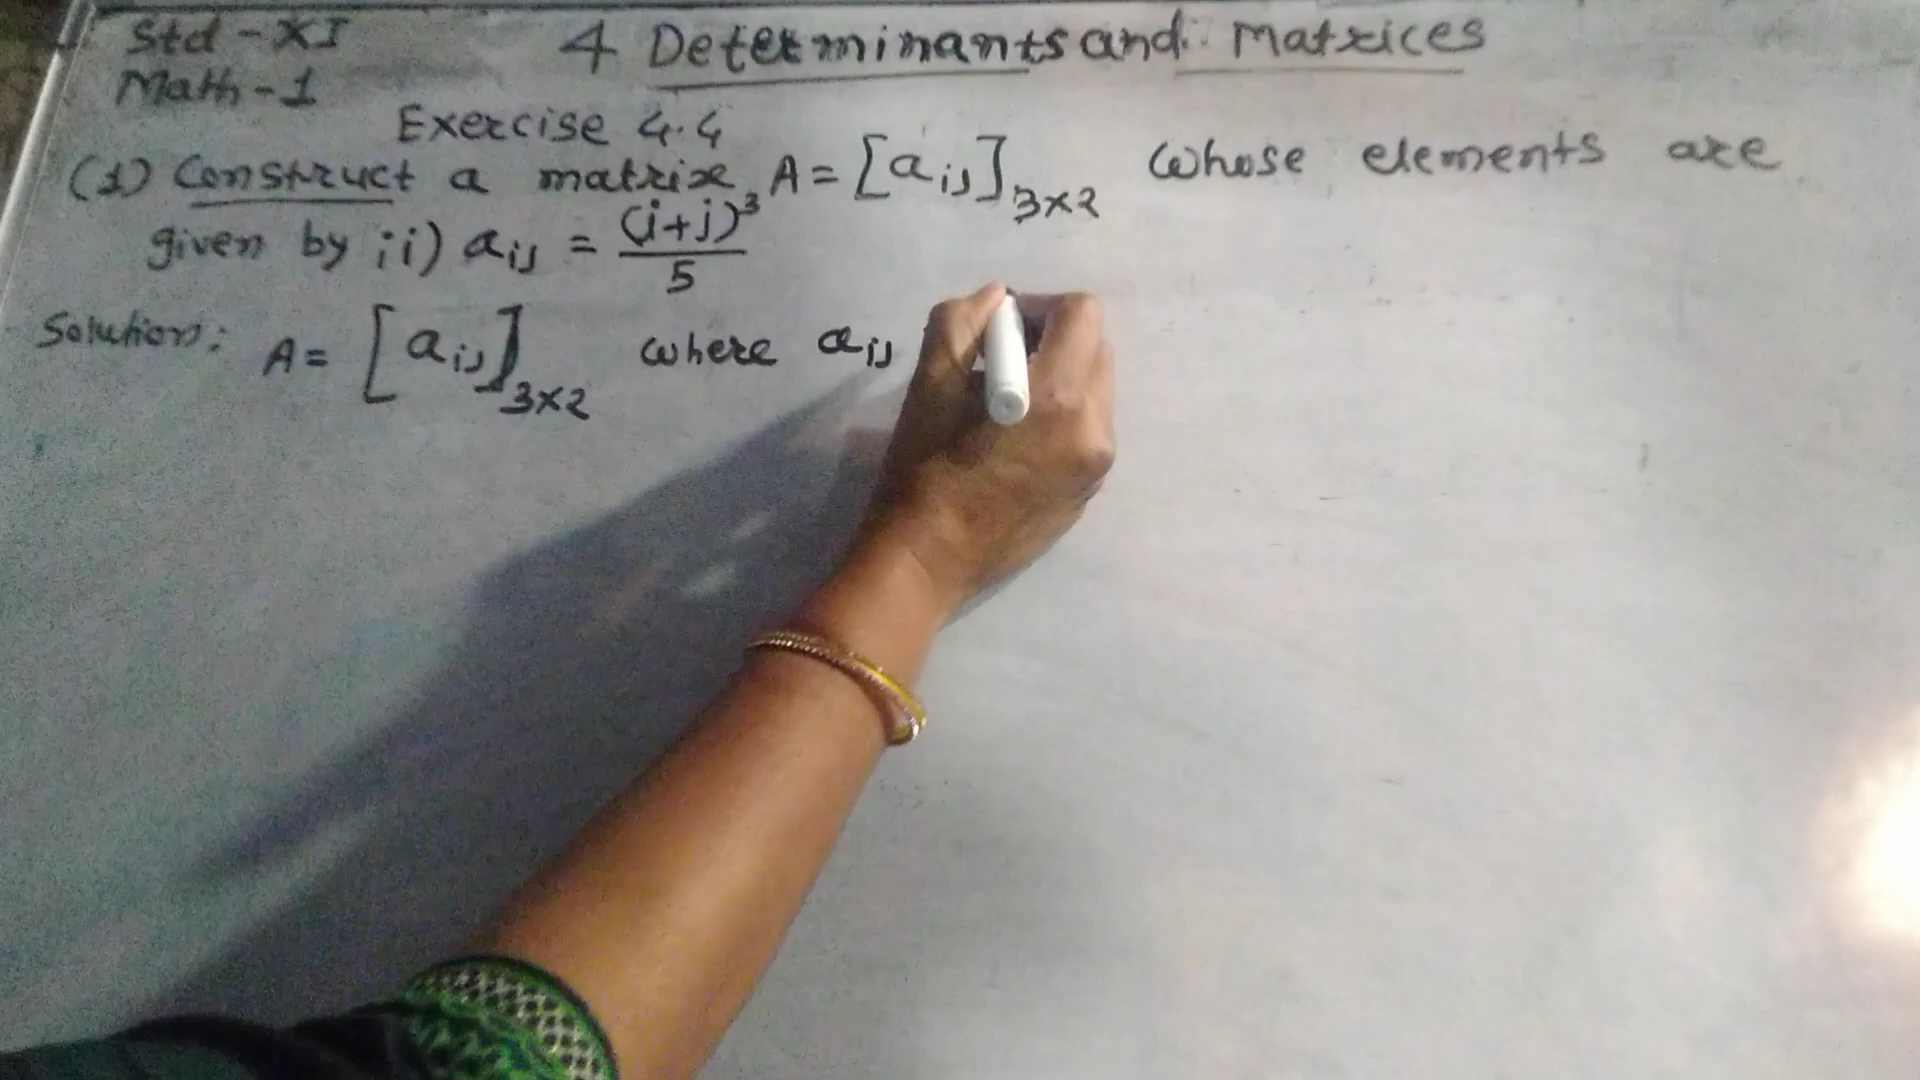 Std - XI
4 Determinants and Matrices
Math - 1
Exercise 4.4
(1) Construct a matrix A = [aij]3×2 whose elements are
given by ii) aij = (i+j)³/5
Solution: A = [aij]3×2 where aij